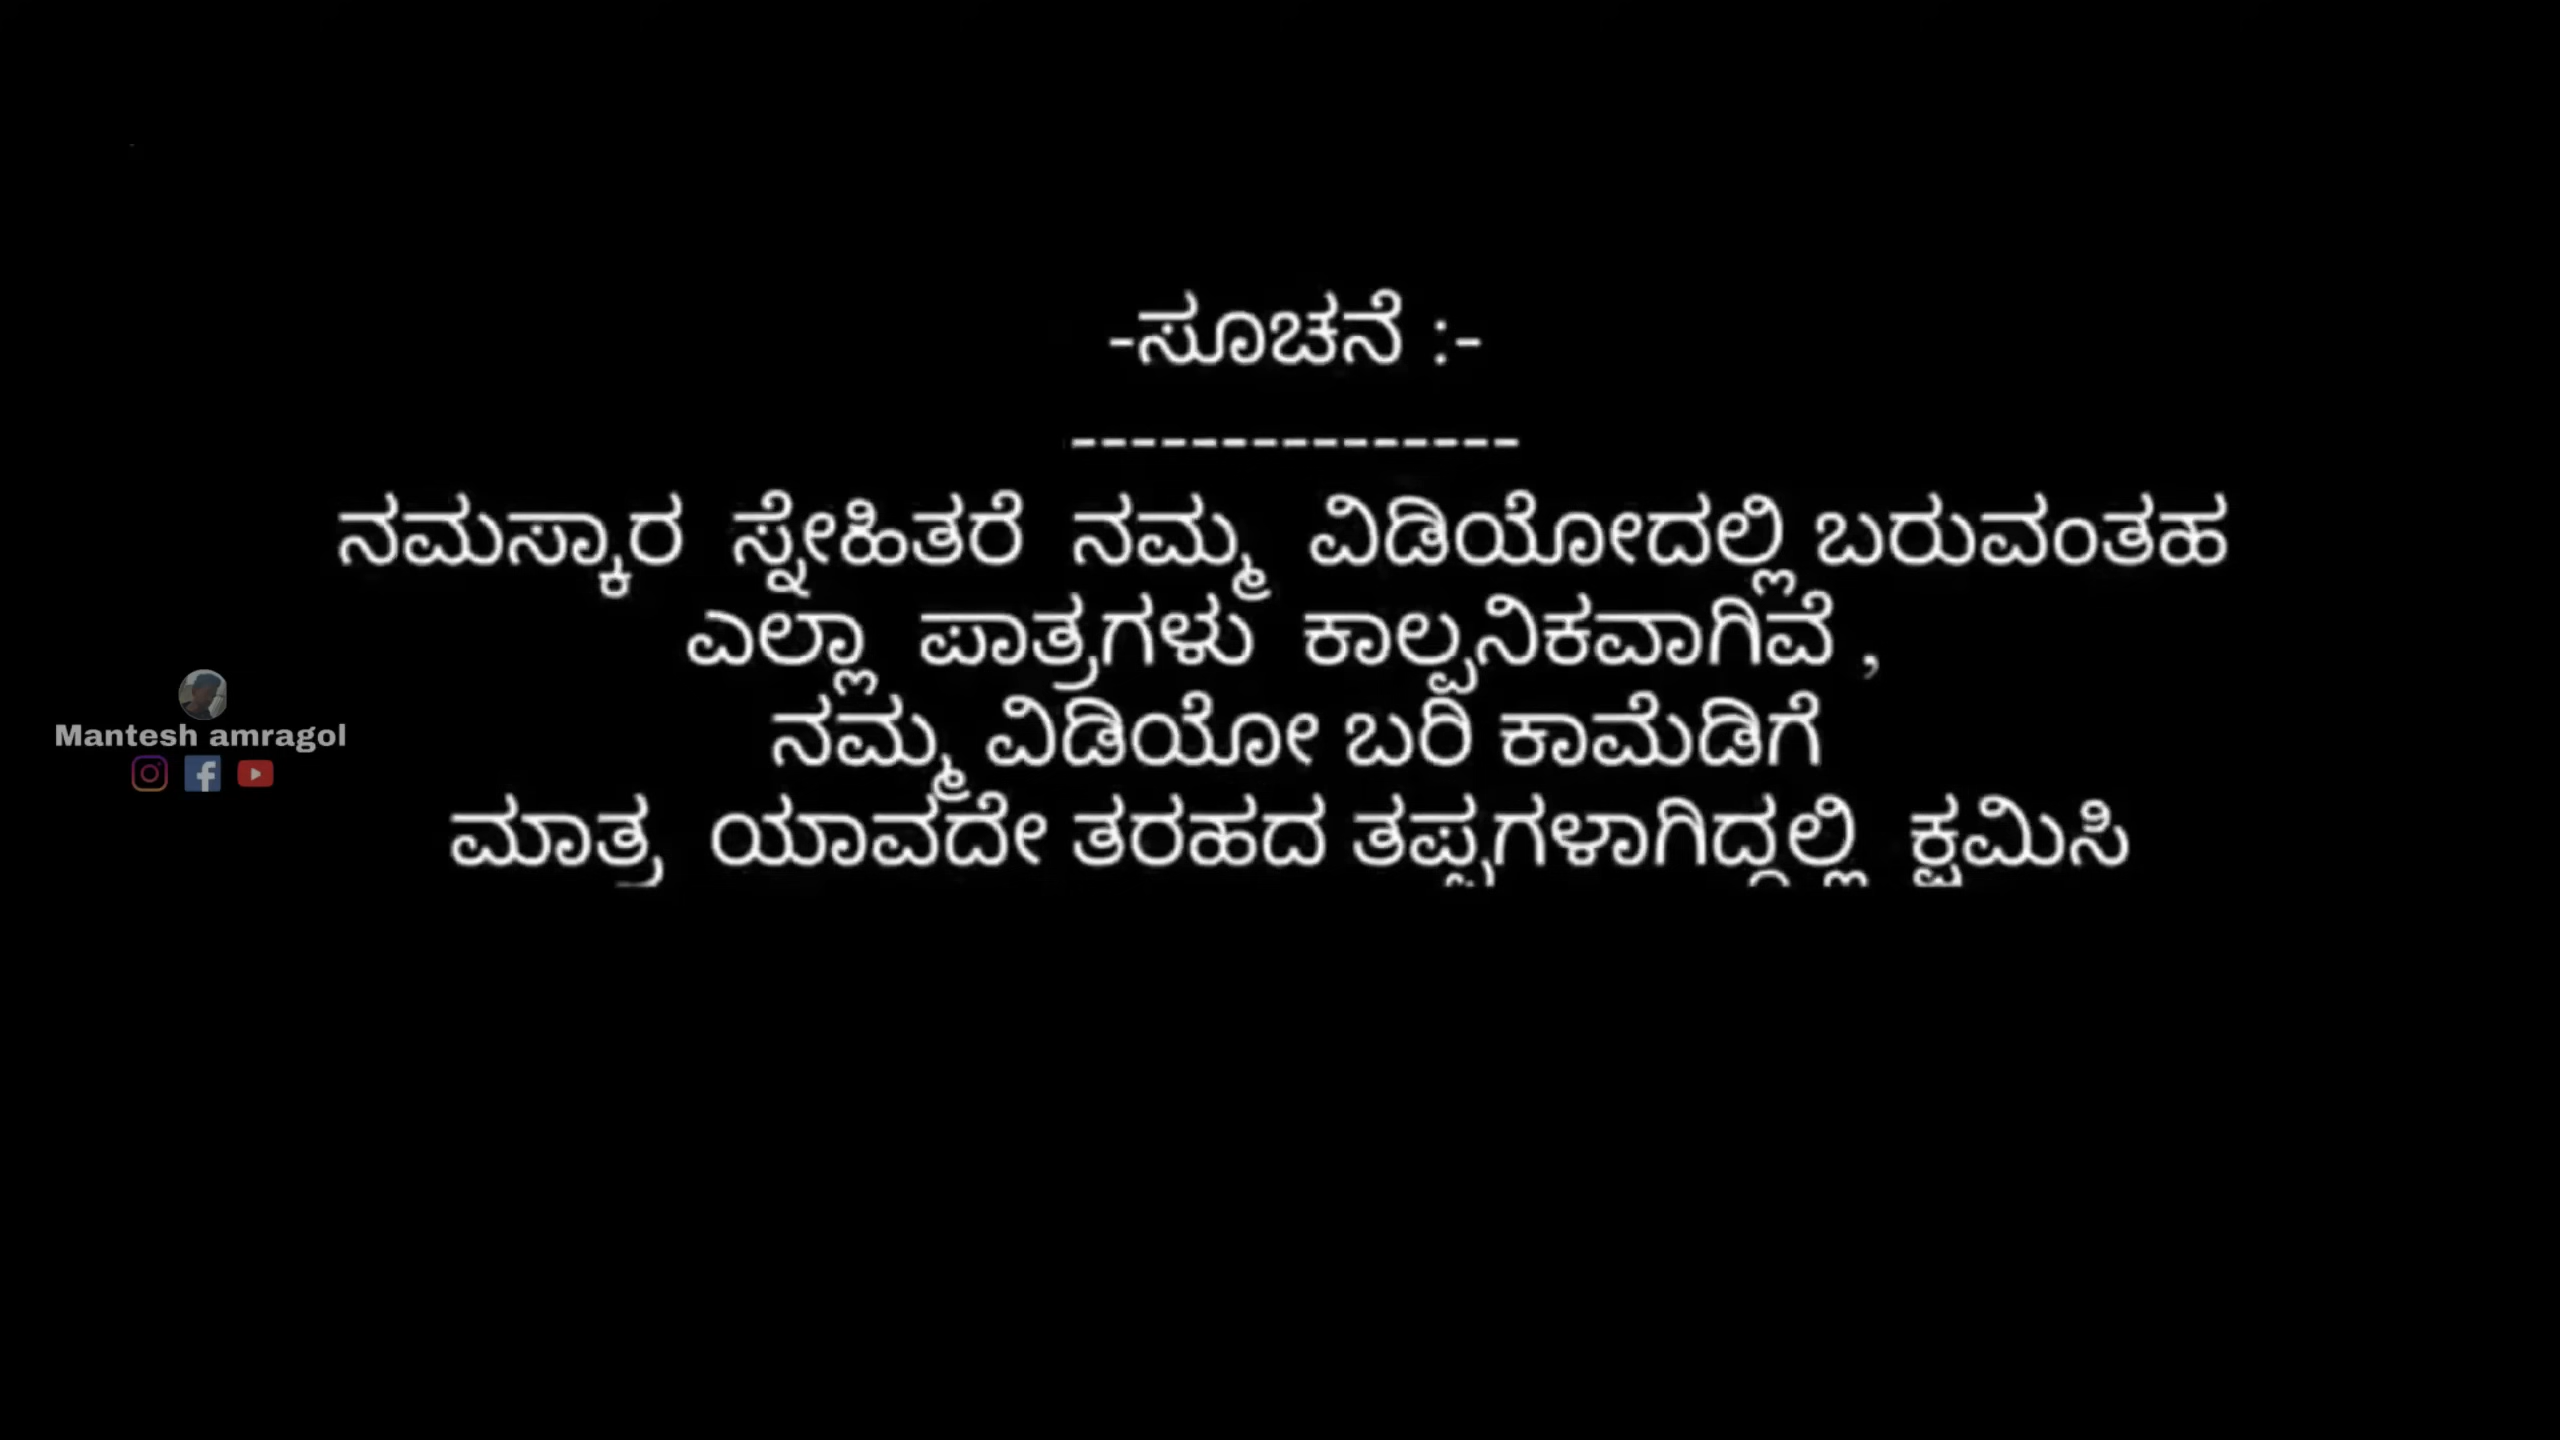 -ಸೂಚನೆ :-
---------------
ನಮಸ್ಕಾರ ಸ್ನೇಹಿತರೆ ನಮ್ಮ ವಿಡಿಯೋದಲ್ಲಿ ಬರುವಂತಹ
ಎಲ್ಲಾ ಪಾತ್ರಗಳು ಕಾಲ್ಪನಿಕವಾಗಿವೆ ,
ನಮ್ಮ ವಿಡಿಯೋ ಬರಿ ಕಾಮೆಡಿಗೆ
ಮಾತ್ರ ಯಾವದೇ ತರಹದ ತಪ್ಪಗಳಾಗಿದ್ದಲ್ಲಿ ಕ್ಷಮಿಸಿ
Mantesh amragol